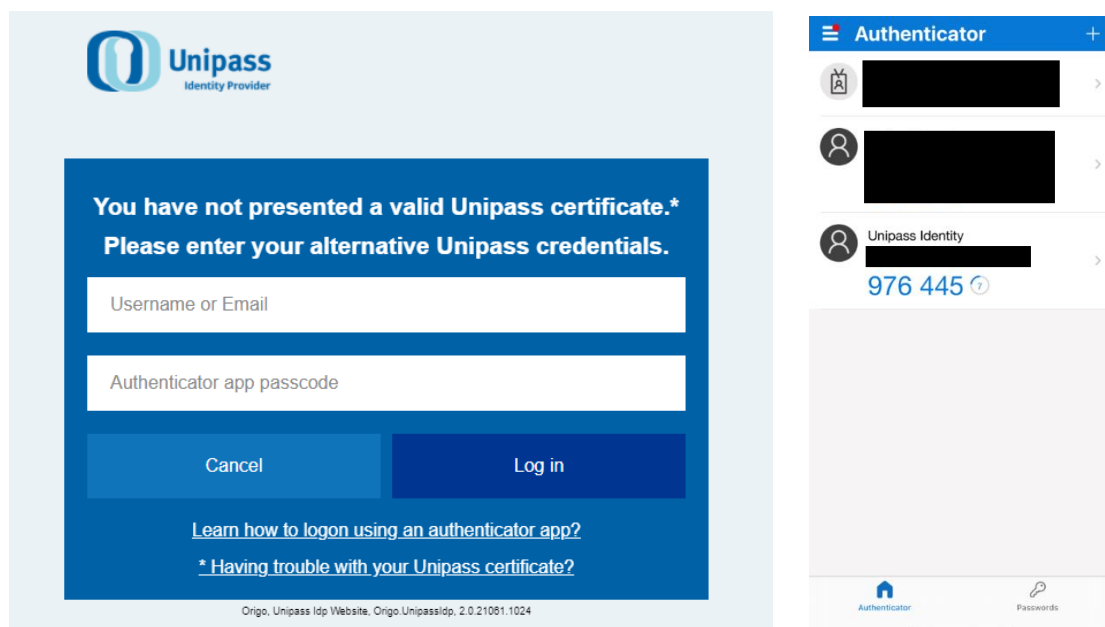 Unipass
Identity Provider
You have not presented a valid Unipass certificate.*
Please enter your alternative Unipass credentials.
Username or Email
Authenticator app passcode
Cancel
Log in
Learn how to logon using an authenticator app?
* Having trouble with your Unipass certificate?
Origo, Unipass Idp Website, Origo.UnipassIdp, 2.0.21061.1024
Authenticator
Unipass Identity
976 445 7
Authenticator
Passwords